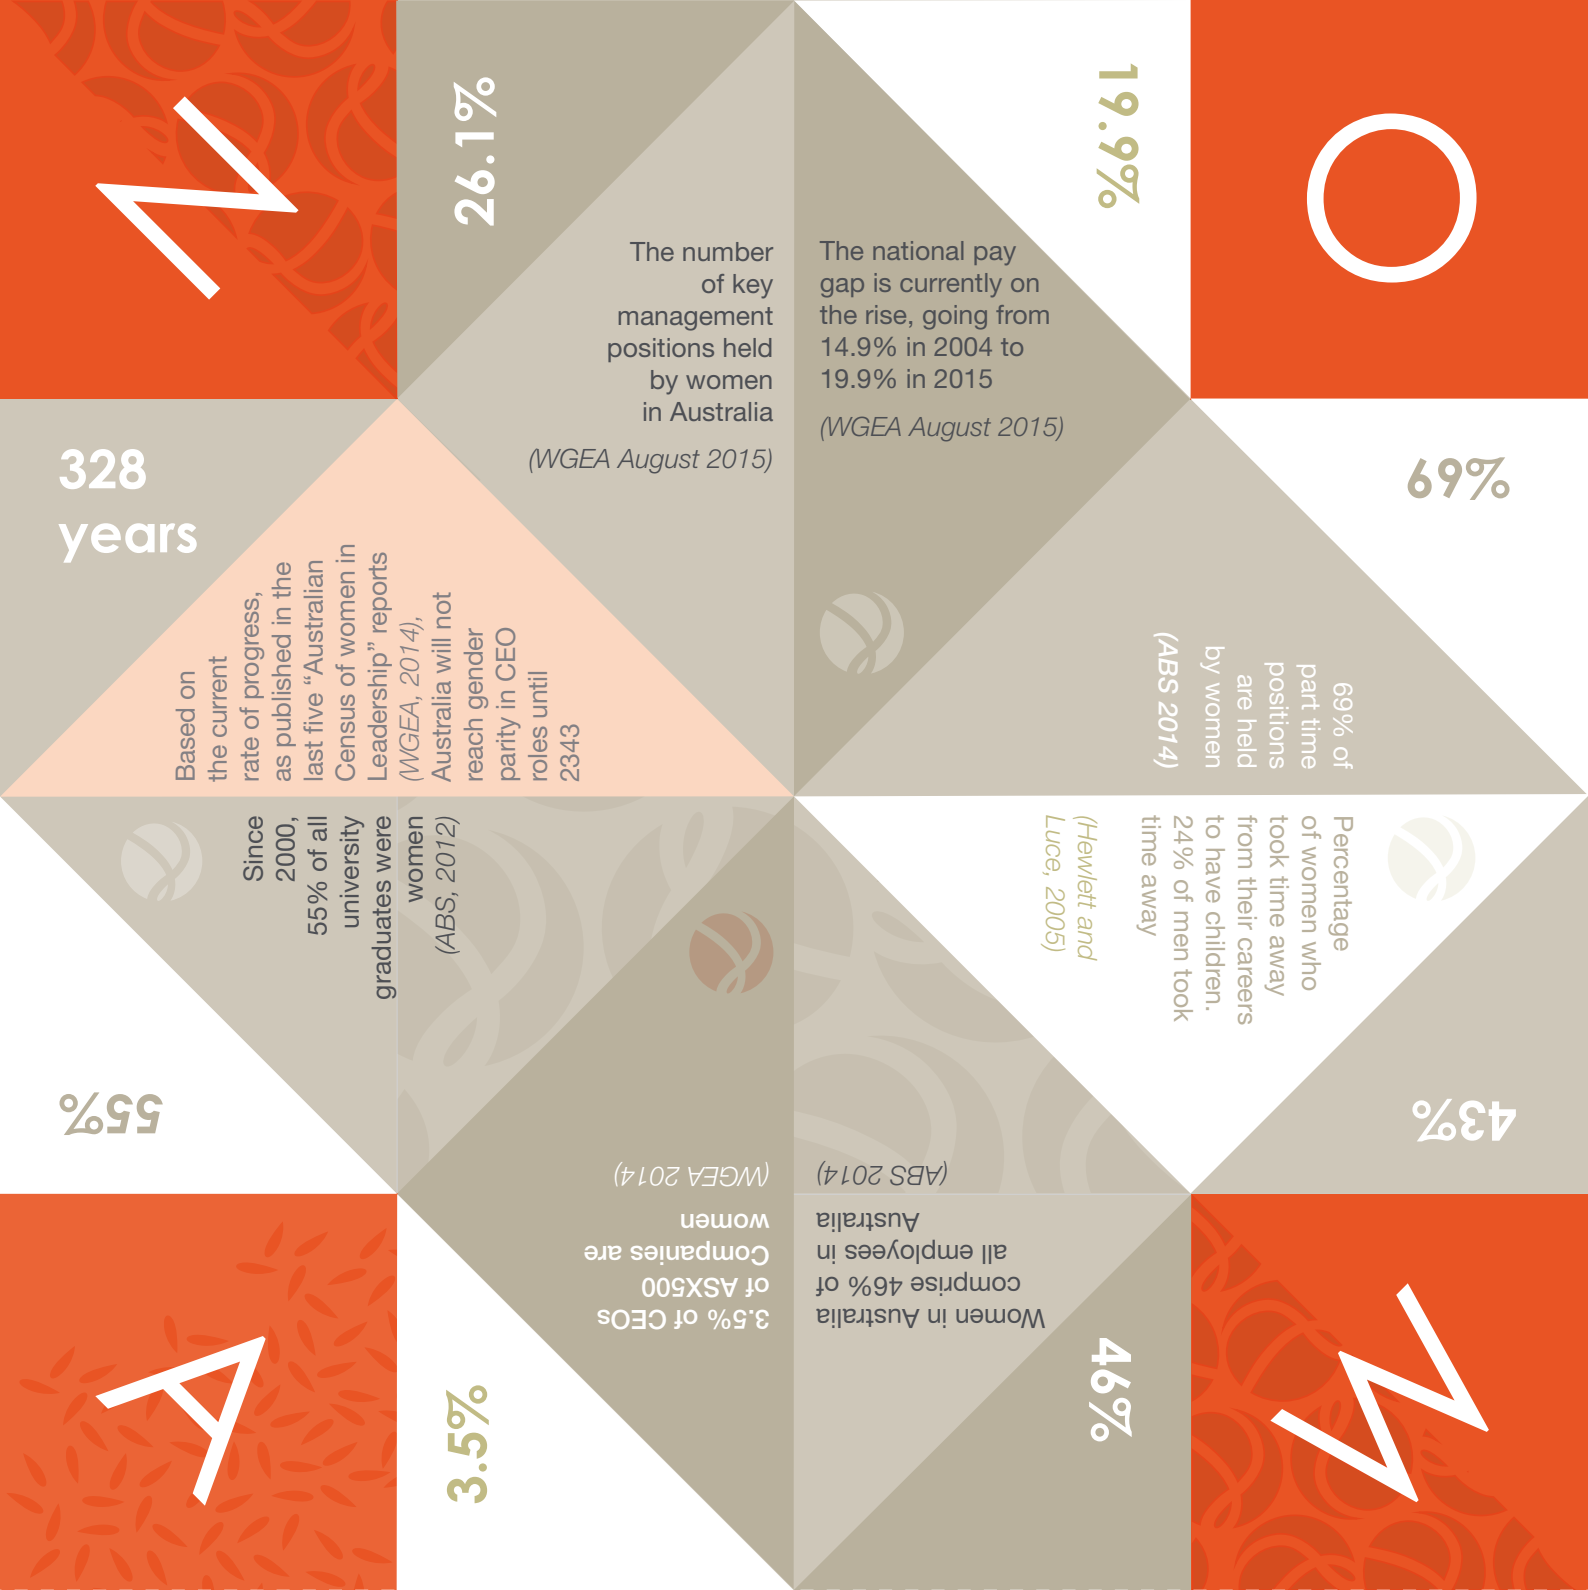 N
26.1%
The number
of key
management
positions held
by women
in Australia
(WGEA August 2015)
19.9%
The national pay
gap is currently on
the rise, going from
14.9% in 2004 to
19.9% in 2015
(WGEA August 2015)
O
328
years
Based on
the current
rate of progress,
as published in the
last five “Australian
Census of women in
Leadership” reports
(WGEA, 2014),
Australia will not
reach gender
parity in CEO
roles until
2343
69%
69% of
part time
positions
are held
by women
(ABS 2014)
Since
2000,
55% of all
university
graduates were
women
(ABS, 2012)
55%
Percentage
of women who
took time away
from their careers
to have children.
24% of men took
time away
(Hewlett and
Luce, 2005)
43%
A
3.5%
3.5% of CEOs
of ASX500
Companies are
women
(WGEA 2014)
Women in Australia
comprise 46% of
all employees in
Australia
(ABS 2014)
46%
W